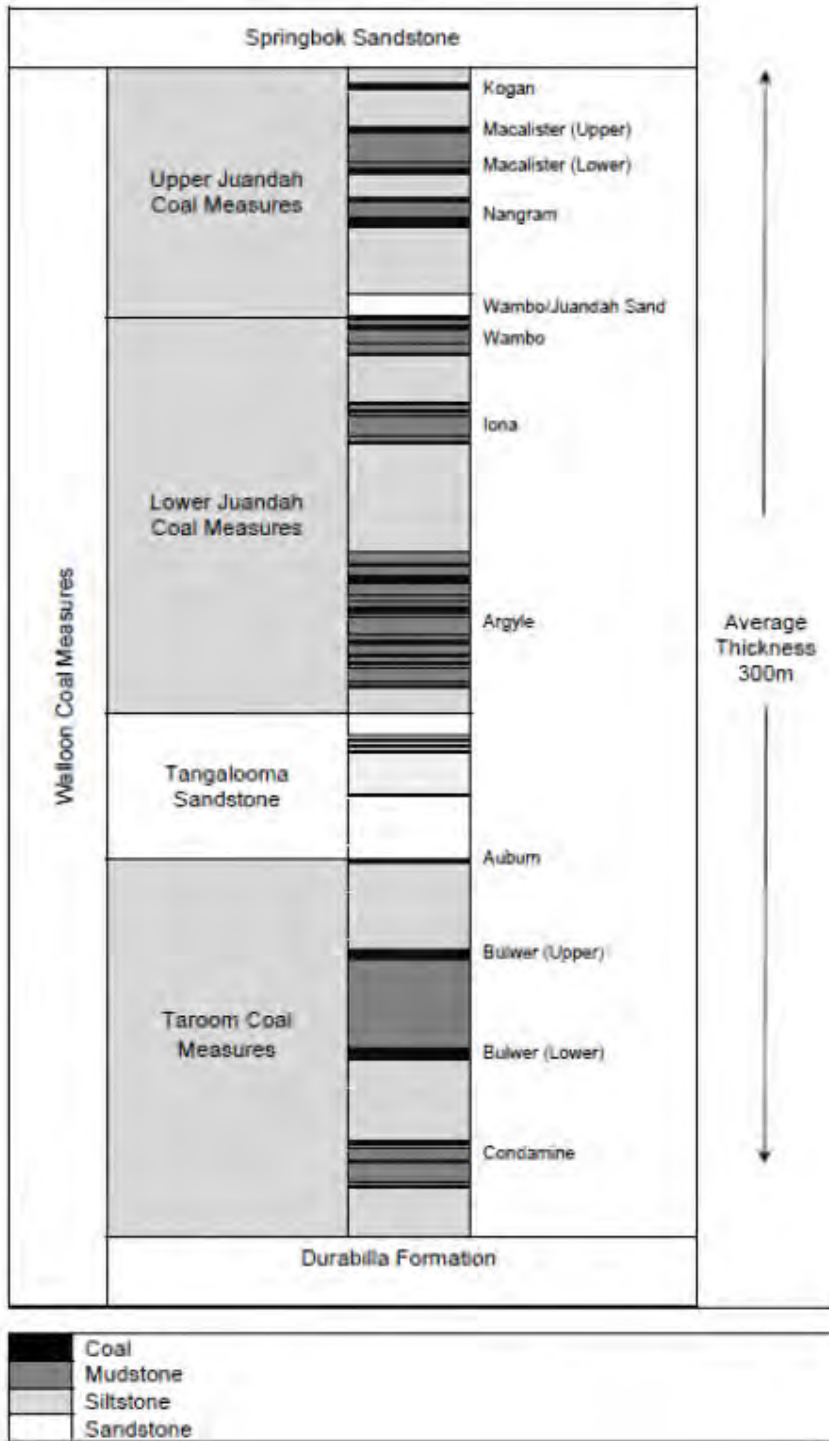 Springbok Sandstone
Walloon Coal Measures
Upper Juandah
Coal Measures
Kogan
Macalister (Upper)
Macalister (Lower)
Nangram
Wambo/Juandah Sand
Lower Juandah
Coal Measures
Wambo
Iona
Argyle
Average
Thickness
300m
Tangalooma
Sandstone
Auburn
Taroom Coal
Measures
Bulwer (Upper)
Bulwer (Lower)
Condamine
Durabilla Formation
Coal
Mudstone
Siltstone
Sandstone